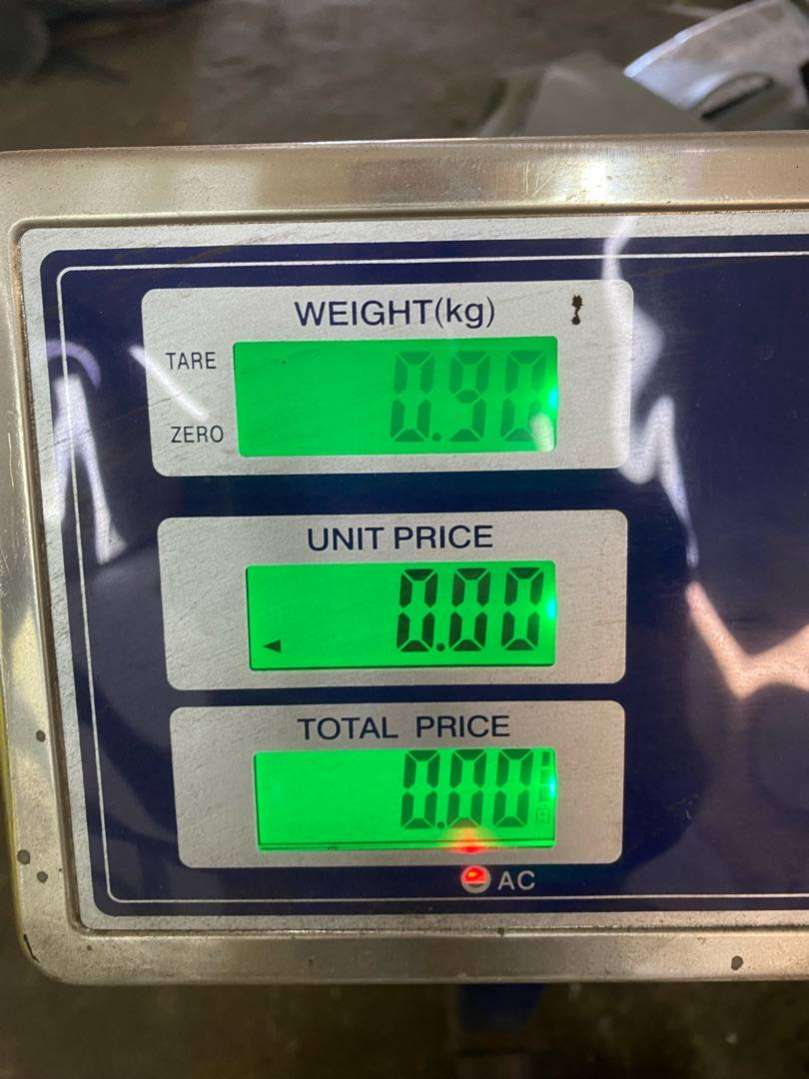 WEIGHT(kg)
TARE
0.90
ZERO
UNIT PRICE
0.00
TOTAL PRICE
0.00
AC